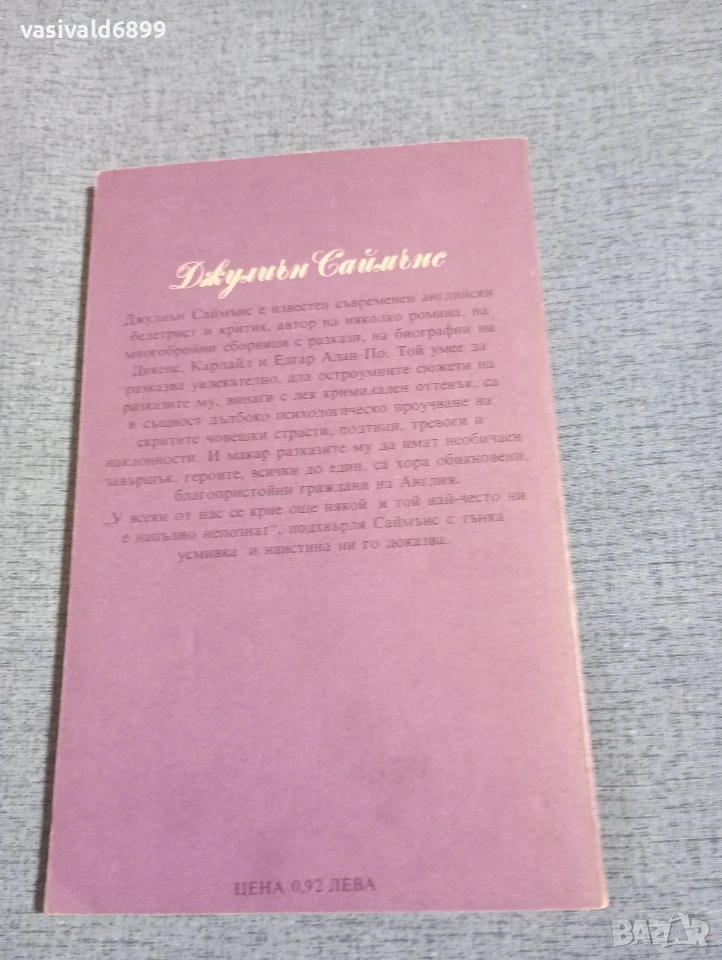 vasivald6899
Джулиън Саймънс
Джулиън Саймънс е известен съвременен английски
белетрист и критик, автор на няколко романа, на
многобройни сборници с разкази, на биографии на
Дикенс, Карлайл и Едгар Алан По. Той умее да
разказва увлекателно, ала остроумните сюжети на
разказите му, винаги с лек криминален оттенък, са
в същност дълбоко психологическо проучване на
скритите човешки страсти, подтици, тревоги и
наклонности. И макар разказите му да имат необичаен
завършък, героите, всички до един, са хора обикновени,
благопристойни граждани на Англия.
„У всеки от нас се крие още някой и той най-често ни
е напълно непознат", подхвърля Саймънс с тънка
усмивка и наистина ни го доказва.
ЦЕНА 0,92 ЛЕВА
BAZAR